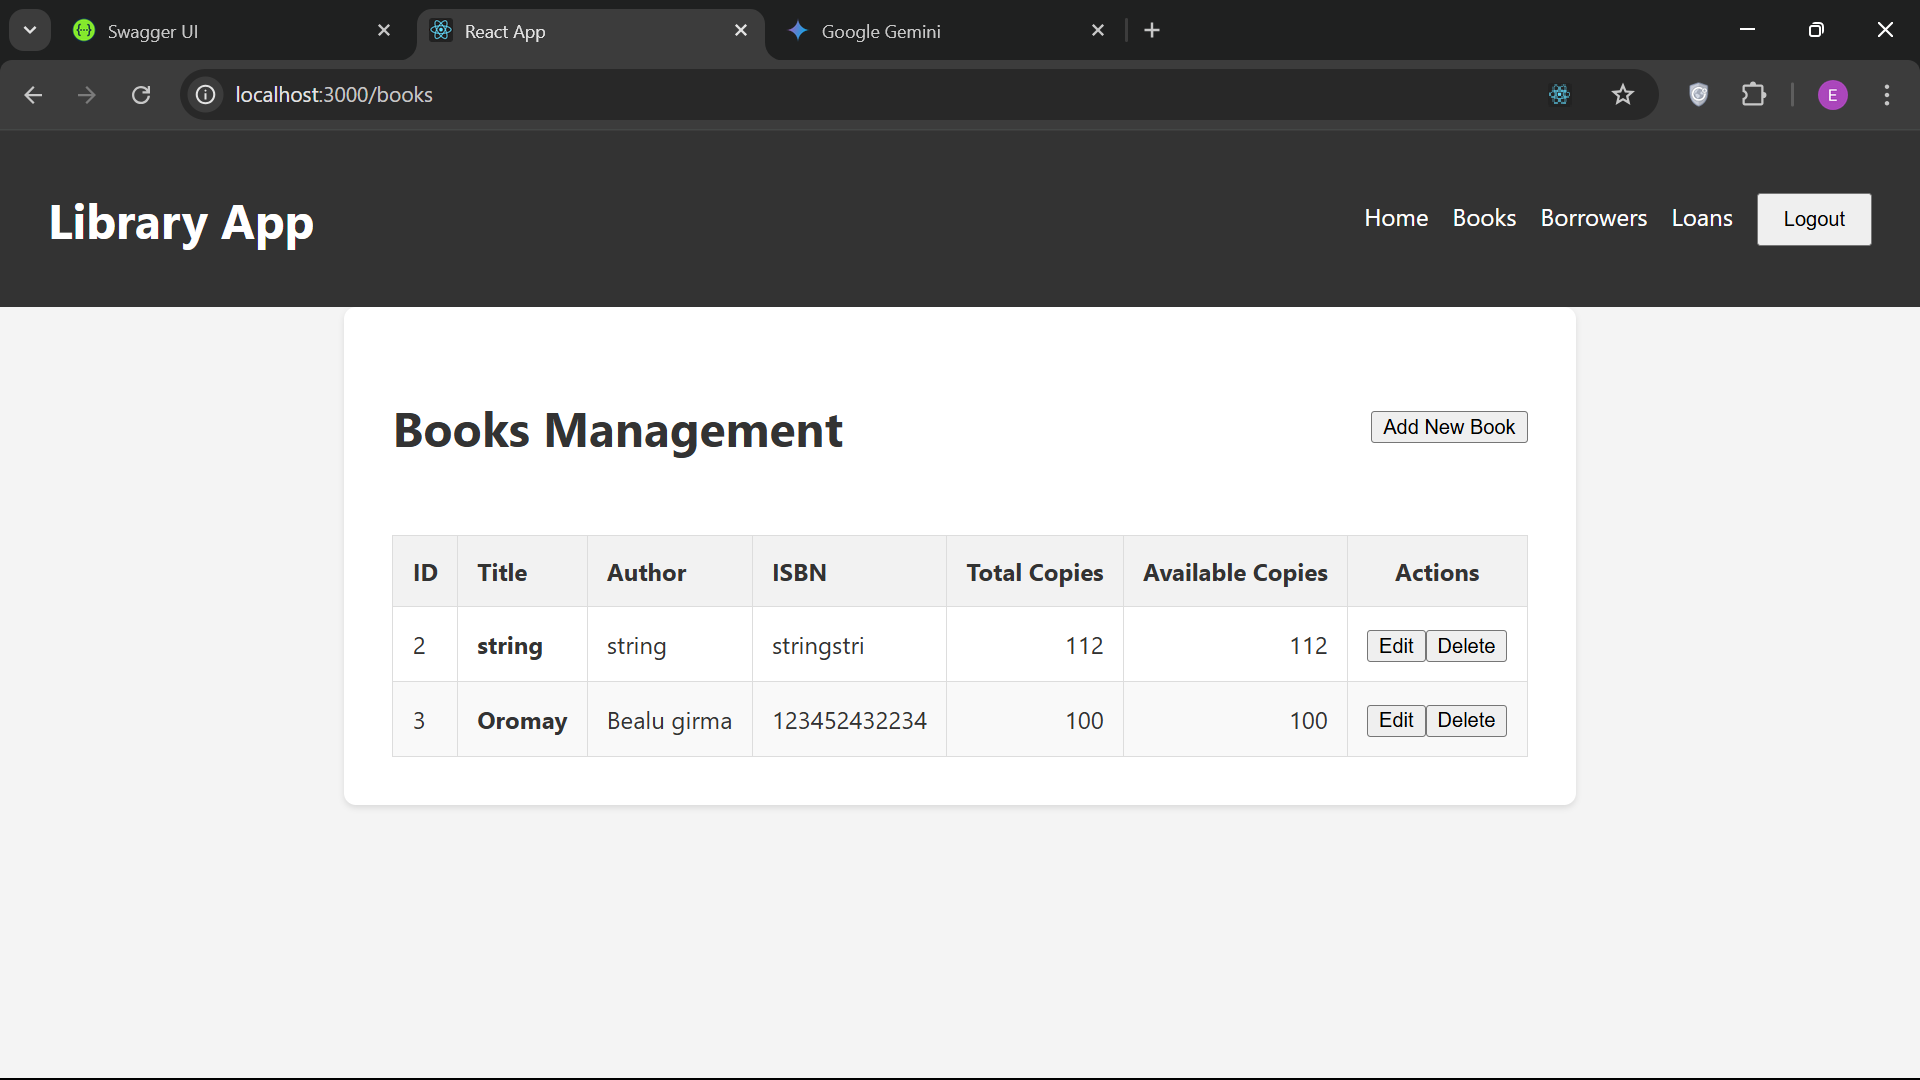 Swagger UI
React App
Google Gemini
localhost:3000/books
E
Library App
Home Books Borrowers Loans Logout
Books Management
Add New Book
ID Title Author ISBN Total Copies Available Copies Actions
2 string string stringstri 112 112 Edit Delete
3 Oromay Bealu girma 123452432234 100 100 Edit Delete